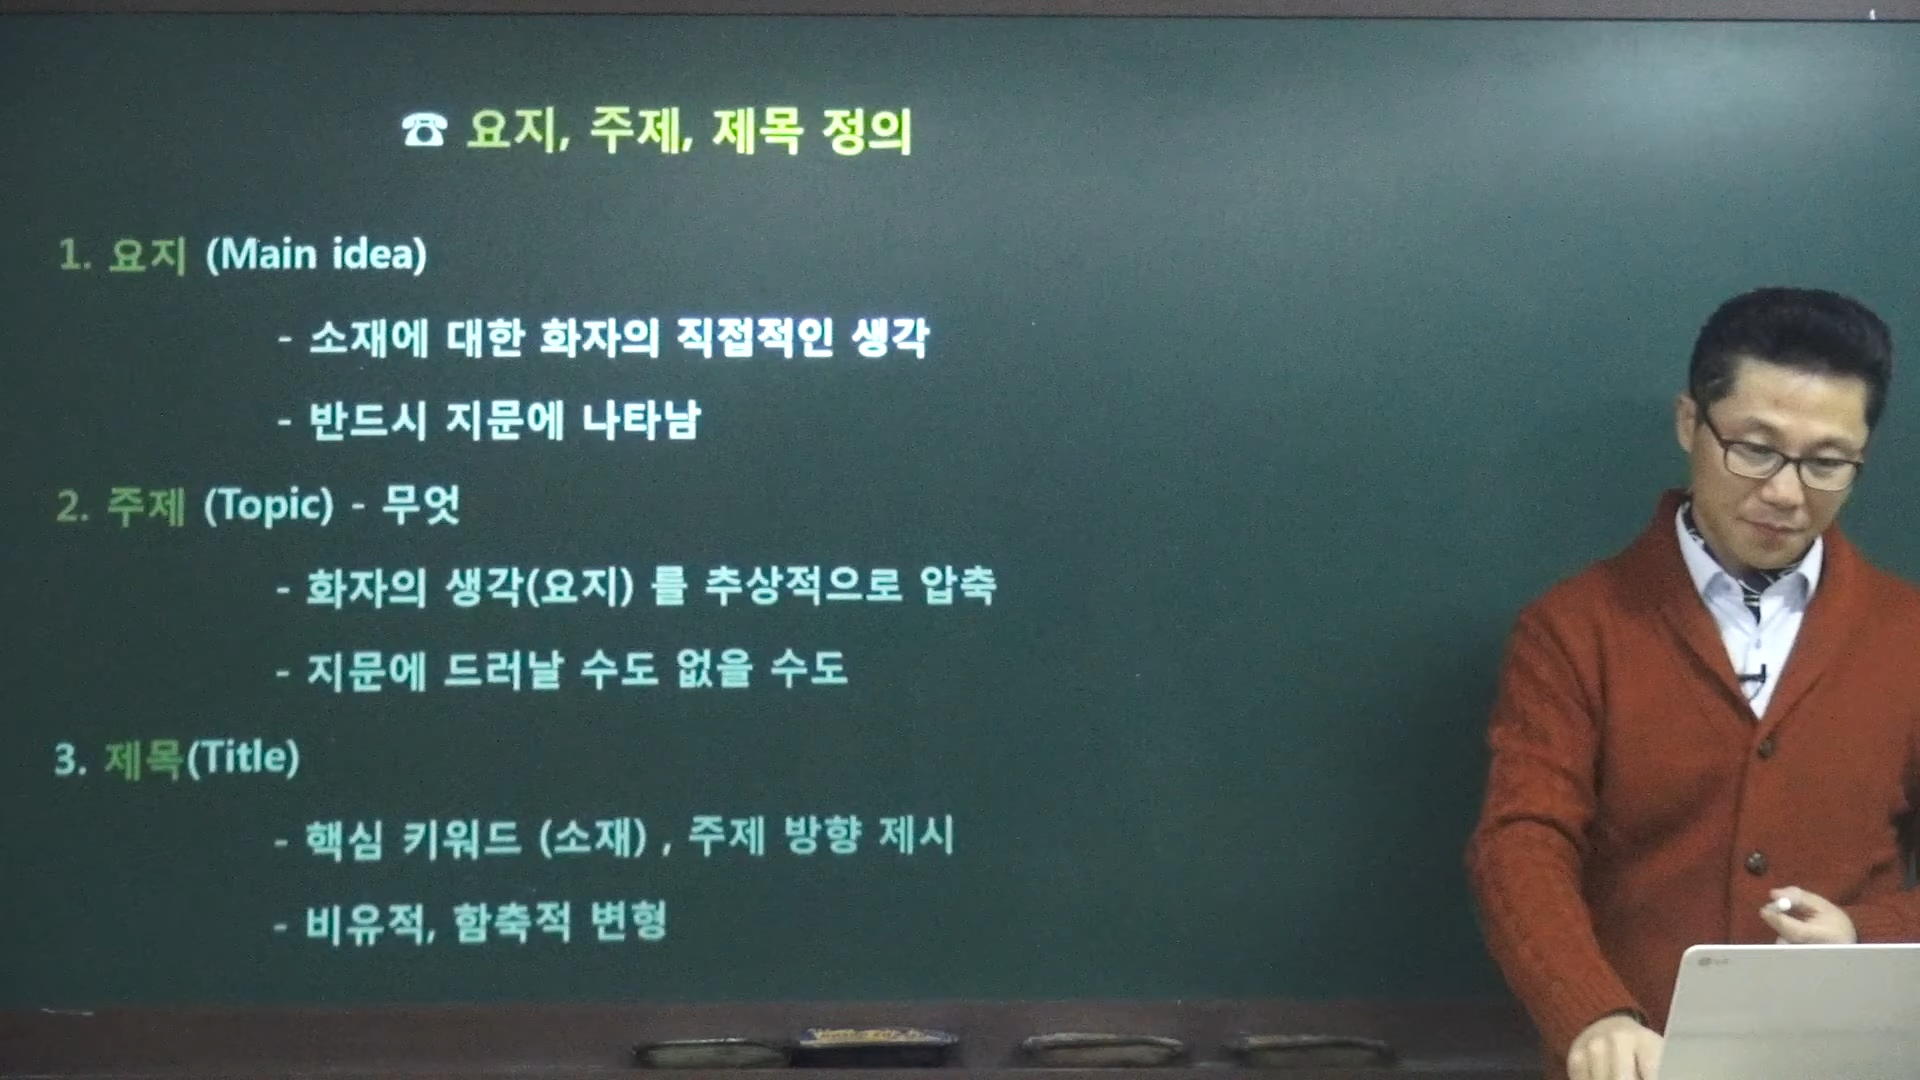 ☎ 요지, 주제, 제목 정의
1. 요지 (Main idea)
- 소재에 대한 화자의 직접적인 생각
- 반드시 지문에 나타남
2. 주제 (Topic) - 무엇
- 화자의 생각(요지) 를 추상적으로 압축
- 지문에 드러날 수도 없을 수도
3. 제목(Title)
- 핵심 키워드 (소재) , 주제 방향 제시
- 비유적, 함축적 변형